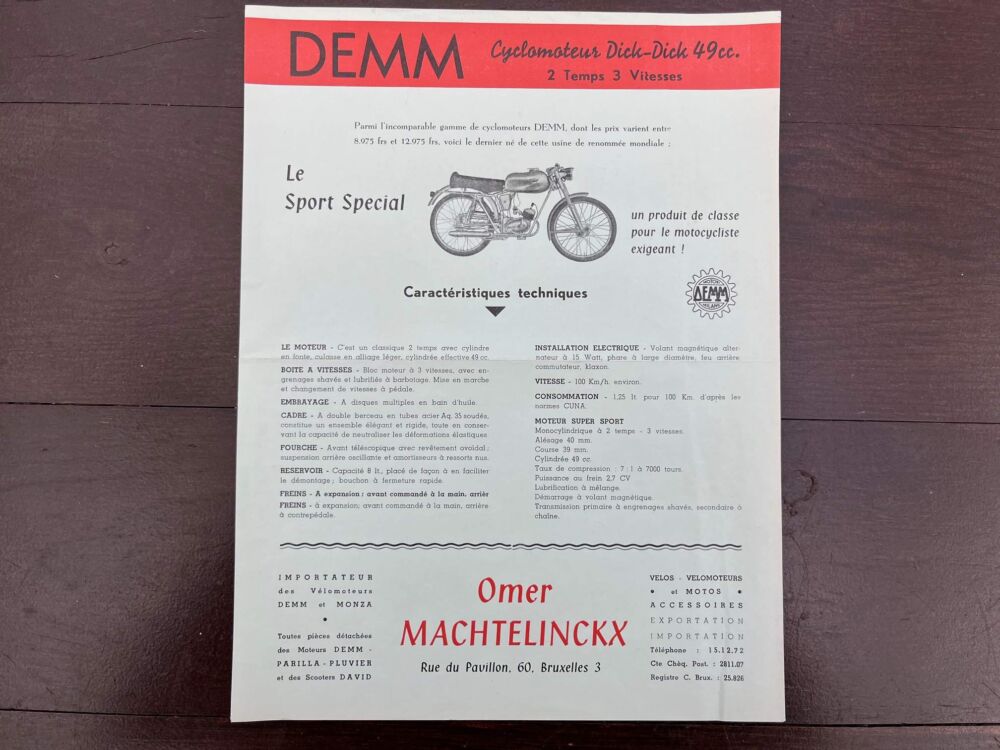 DEMM
Cyclomoteur Dick-Dick 49cc.
2 Temps 3 Vitesses
Parmi l'incomparable gamme de cyclomoteurs DEMM, dont les prix varient entre
8.975 frs et 12.975 frs, voici le dernier né de cette usine de renommée mondiale :
Le
Sport Special
un produit de classe
pour le motocycliste
exigeant !
MOTORI
DEMM
MILANO
Caractéristiques techniques
LE MOTEUR - C'est un classique 2 temps avec cylindre
en fonte, culasse en alliage léger, cylindrée effective 49 cc.
BOITE A VITESSES - Bloc moteur à 3 vitesses, avec en-
grenages shavés et lubrifiés à barbotage. Mise en marche
et changement de vitesses à pédale.
EMBRAYAGE - A disques multiples en bain d'huile.
CADRE - A double berceau en tubes acier Aq. 35 soudés,
constitue un ensemble élégant et rigide, toute en conser-
vant la capacité de neutraliser les déformations élastiques
FOURCHE - Avant téléscopique avec revêtement ovoidal;
suspension arrière oscillante et amortisseurs à ressorts nus.
RESERVOIR - Capacité 8 lt., placé de façon à en faciliter
le démontage; bouchon à fermeture rapide.
FREINS - A expansion; avant commandé à la main, arrièr
FREINS - à expansion; avant commandé à la main, arrière
à contrepédale.
INSTALLATION ELECTRIQUE - Volant magnétique alter-
nateur à 15 Watt, phare à large diamètre, feu arrière
commutateur, klaxon.
VITESSE - 100 Km/h. environ.
CONSOMMATION - 1,25 lt. pour 100 Km. d'après les
normes CUNA.
MOTEUR SUPER SPORT
Monocylindrique à 2 temps - 3 vitesses.
Alésage 40 mm.
Course 39 mm.
Cylindrée 49 cc.
Taux de compression : 7 : 1 à 7000 tours.
Puissance au frein 2,7 CV
Lubrification à mélange.
Démarrage à volant magnétique.
Transmission primaire à engrenages shavés, secondaire à
chaîne.
IMPORTATEUR
des Vélomoteurs
DEMM et MONZA
•
Toutes pièces détachées
des Moteurs DEMM -
PARILLA - PLUVIER
et des Scooters DAVID
Omer
MACHTELINCKX
Rue du Pavillon, 60, Bruxelles 3
VELOS - VELOMOTEURS
• et MOTOS •
ACCESSOIRES
EXPORTATION
IMPORTATION
Téléphone : 15.12.72
Cte Chèq. Post. : 2811.07
Registre C. Brux. : 25.826